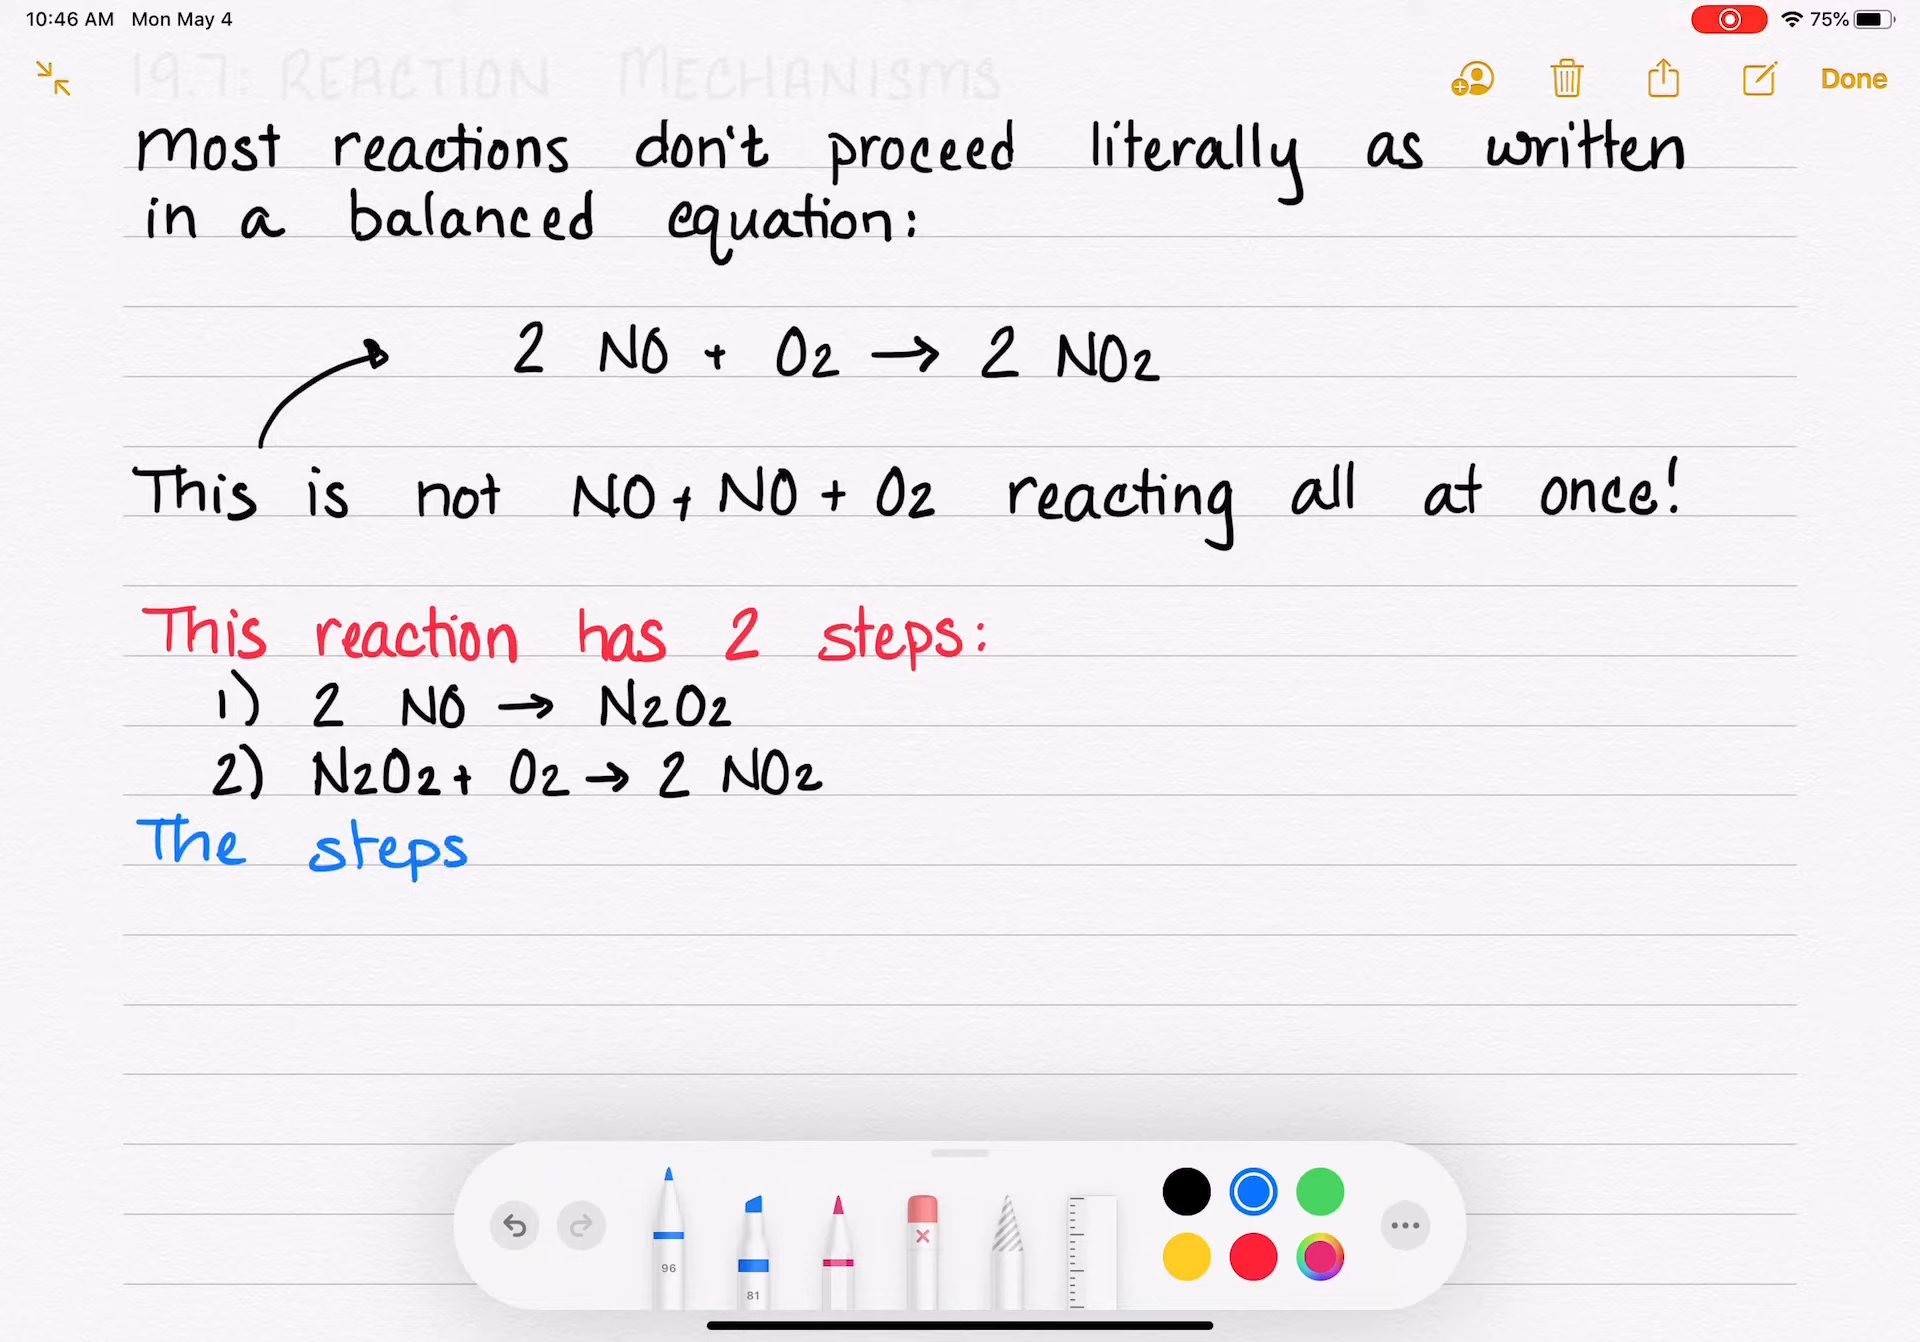 10:46 AM Mon May 4
75%
19.7: REACTION MECHANISMS
Done
Most reactions don't proceed literally as written
in a balanced equation:
2 NO + O2 → 2 NO2
This is not NO + NO + O2 reacting all at once!
This reaction has 2 steps:
1) 2 NO → N2O2
2) N2O2 + O2 → 2 NO2
The steps
96
81